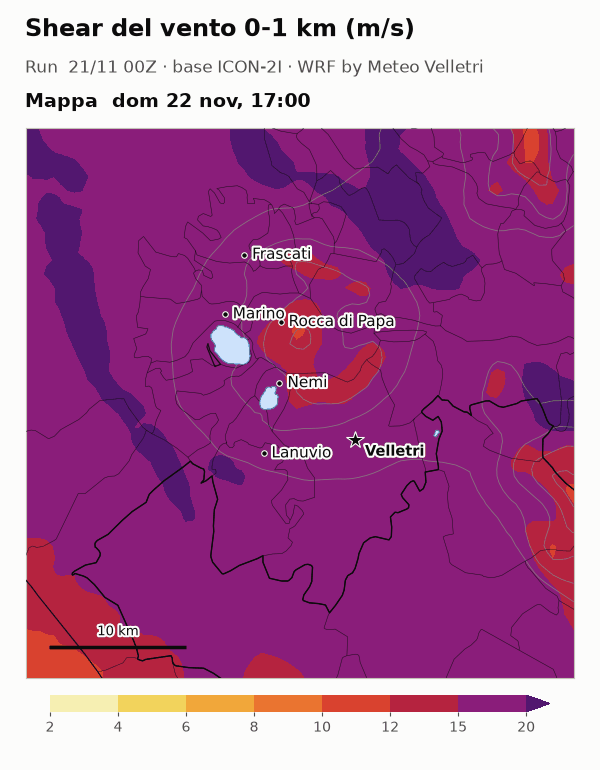 Shear del vento 0-1 km (m/s)
Run  21/11 00Z · base ICON-2I · WRF by Meteo Velletri
Mappa  dom 22 nov, 17:00
Frascati
Marino
Rocca di Papa
Nemi
Velletri
Lanuvio
10 km
2 4 6 8 10 12 15 20